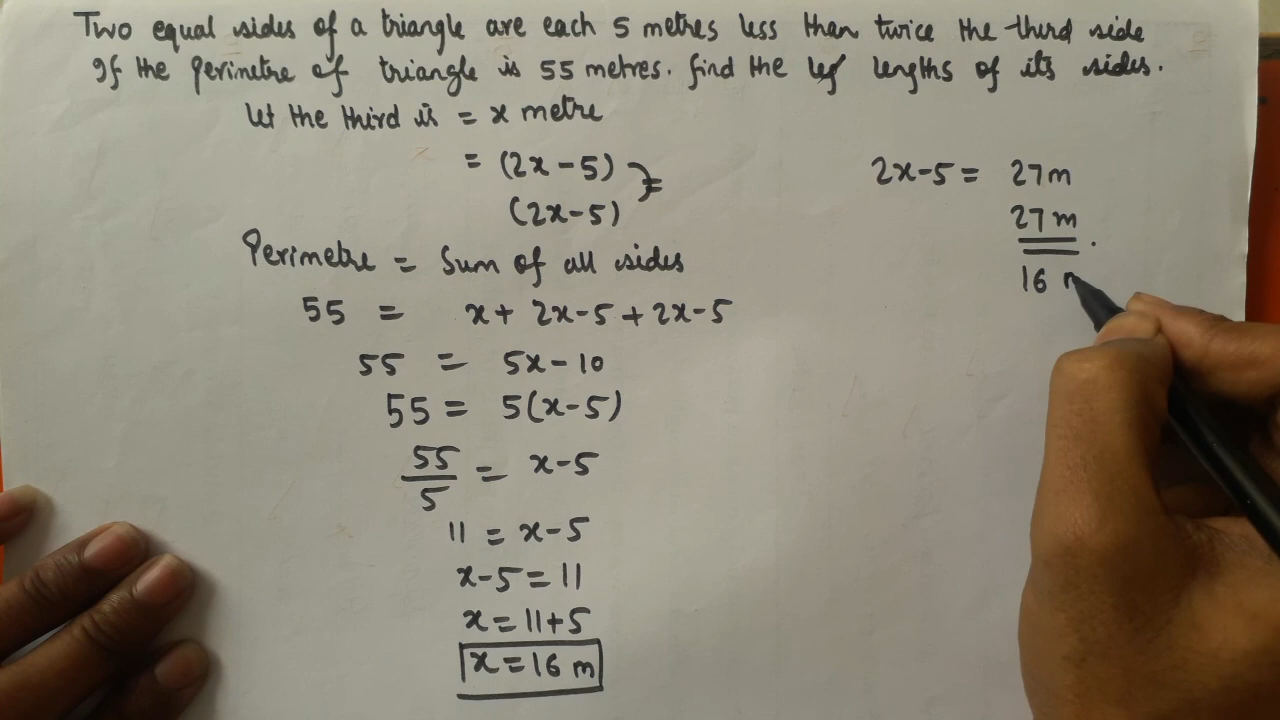 Two equal sides of a triangle are each 5 metres less than twice the third side
If the perimetre of triangle is 55 metres. find the lengths of its sides.
let the third is = x metre
= (2x-5)
(2x-5) =
Perimetre = Sum of all sides
55 = x + 2x-5 + 2x-5
55 = 5x-10
55 = 5(x-5)
55/5 = x-5
11 = x-5
x-5 = 11
x = 11+5
x = 16 m
2x-5 = 27m
27m
16 m